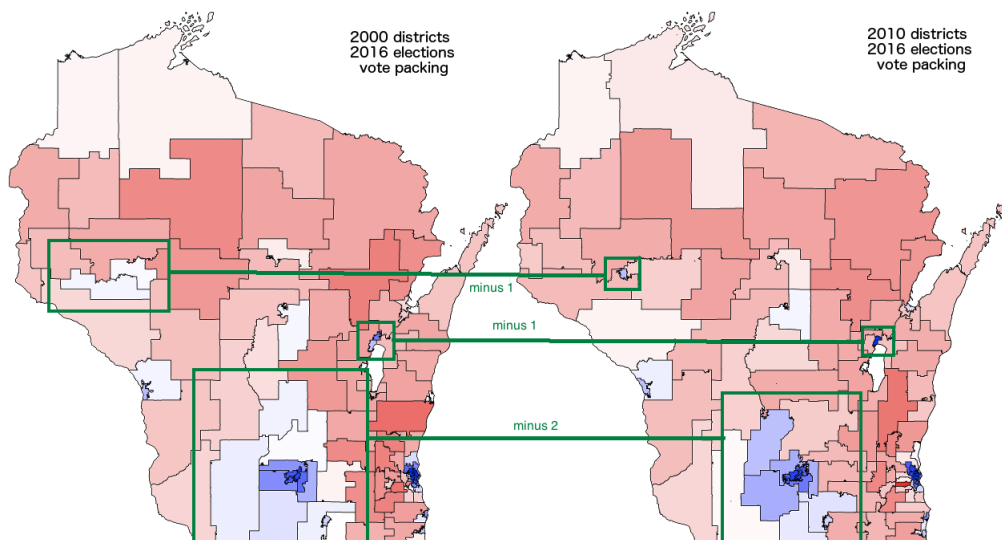 2000 districts
2016 elections
vote packing
2010 districts
2016 elections
vote packing
minus 1
minus 1
minus 2